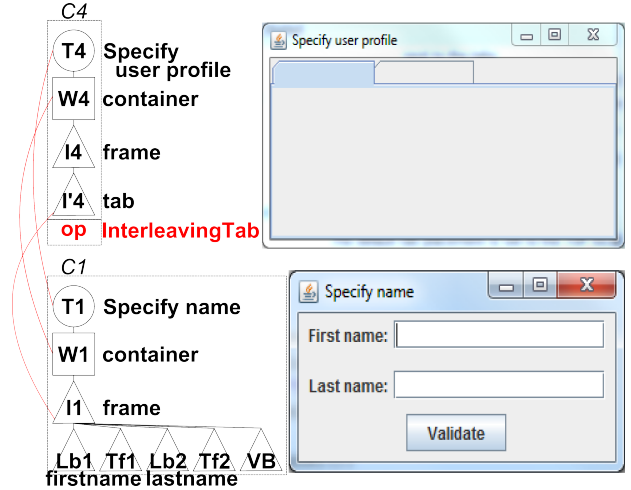 C4
T4 Specify
user profile
W4 container
I4 frame
I'4 tab
op InterleavingTab
Specify user profile
C1
T1 Specify name
W1 container
I1 frame
Lb1 Tf1 Lb2 Tf2 VB
firstname lastname
Specify name
First name:
Last name:
Validate